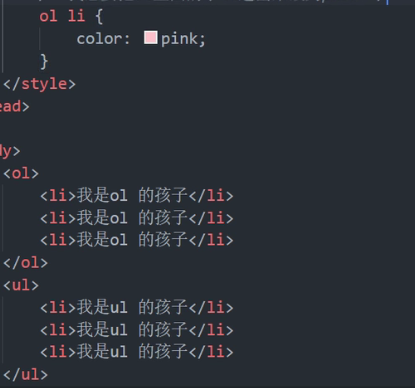 ol li {
color: pink;
}
</style>
ead>
dy>
<ol>
<li>我是ol 的孩子</li>
<li>我是ol 的孩子</li>
<li>我是ol 的孩子</li>
</ol>
<ul>
<li>我是ul 的孩子</li>
<li>我是ul 的孩子</li>
<li>我是ul 的孩子</li>
</ul>